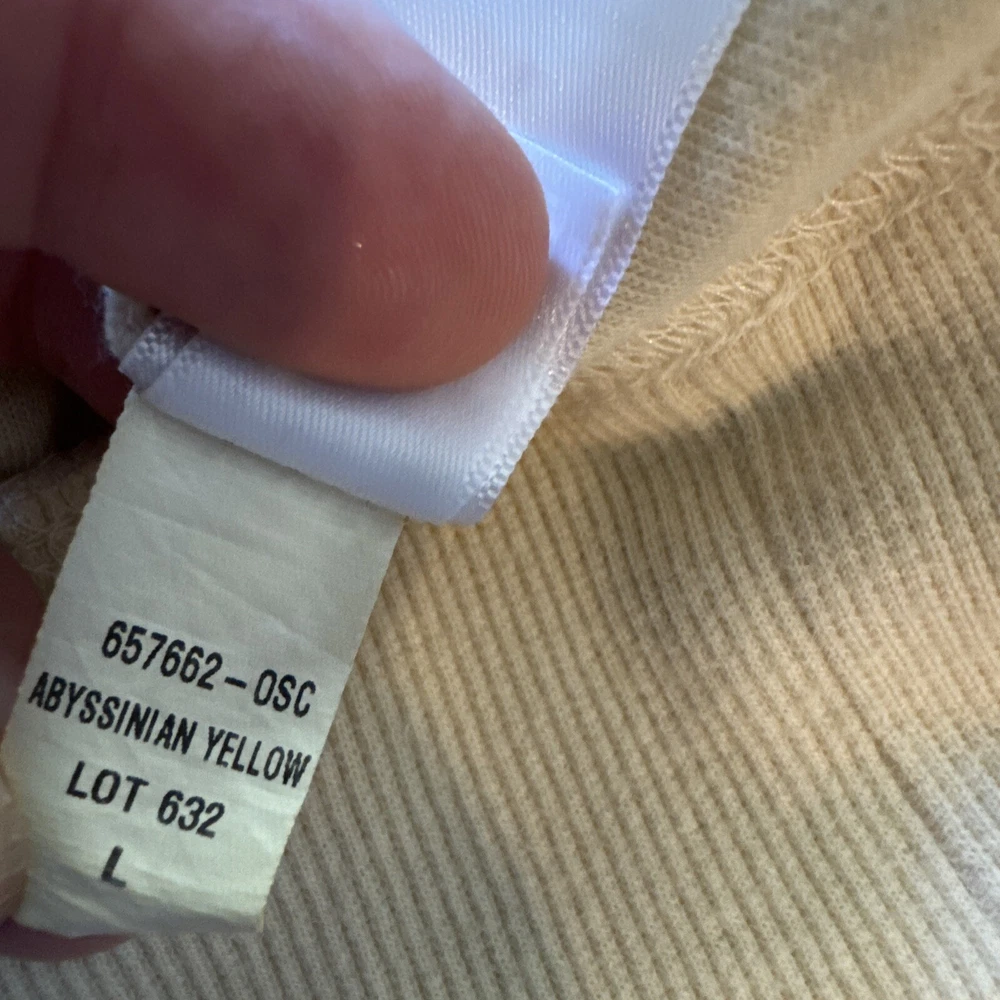 657662-OSC
ABYSSINIAN YELLOW
LOT 632
L